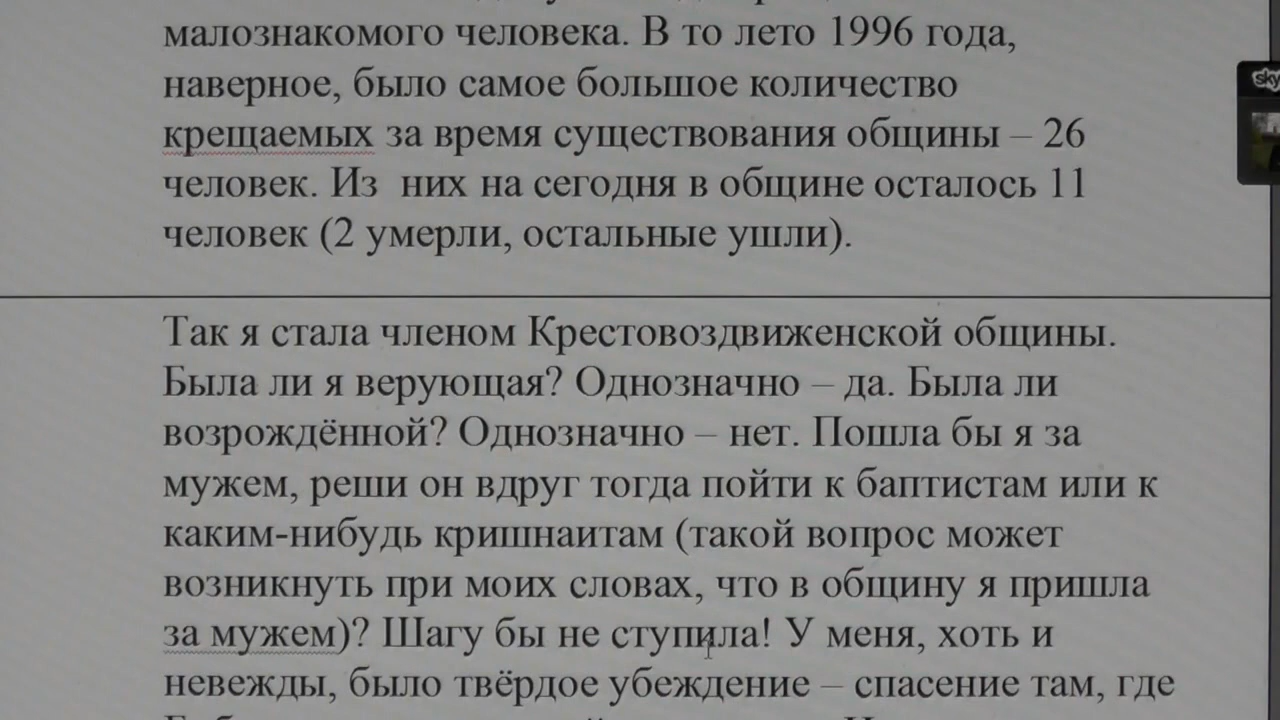 малознакомого человека. В то лето 1996 года,
наверное, было самое большое количество
крещаемых за время существования общины – 26
человек. Из  них на сегодня в общине осталось 11
человек (2 умерли, остальные ушли).
Так я стала членом Крестовоздвиженской общины.
Была ли я верующая? Однозначно – да. Была ли
возрождённой? Однозначно – нет. Пошла бы я за
мужем, реши он вдруг тогда пойти к баптистам или к
каким-нибудь кришнаитам (такой вопрос может
возникнуть при моих словах, что в общину я пришла
за мужем)? Шагу бы не ступила! У меня, хоть и
невежды, было твёрдое убеждение – спасение там, где